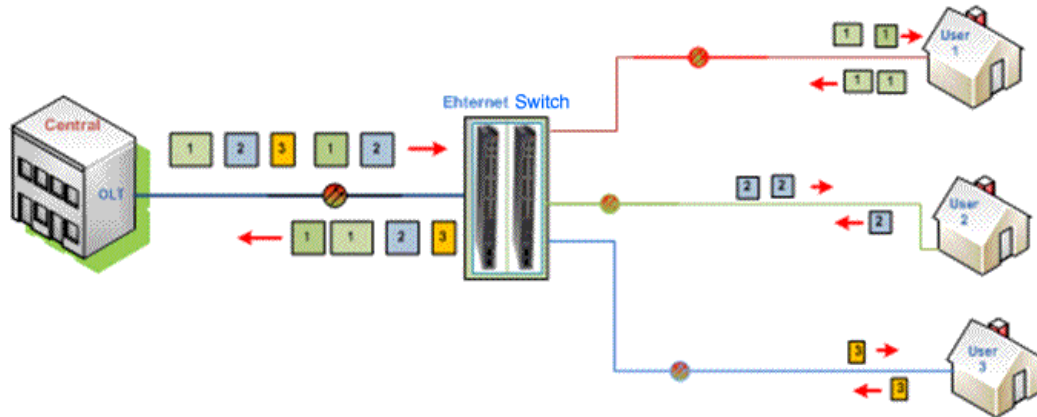 1 1
User
1
1 1
Ehternet Switch
Central
1 2 3 1 2
OLT
2 2
User
2
2
1 1 2 3
3
User
3
3